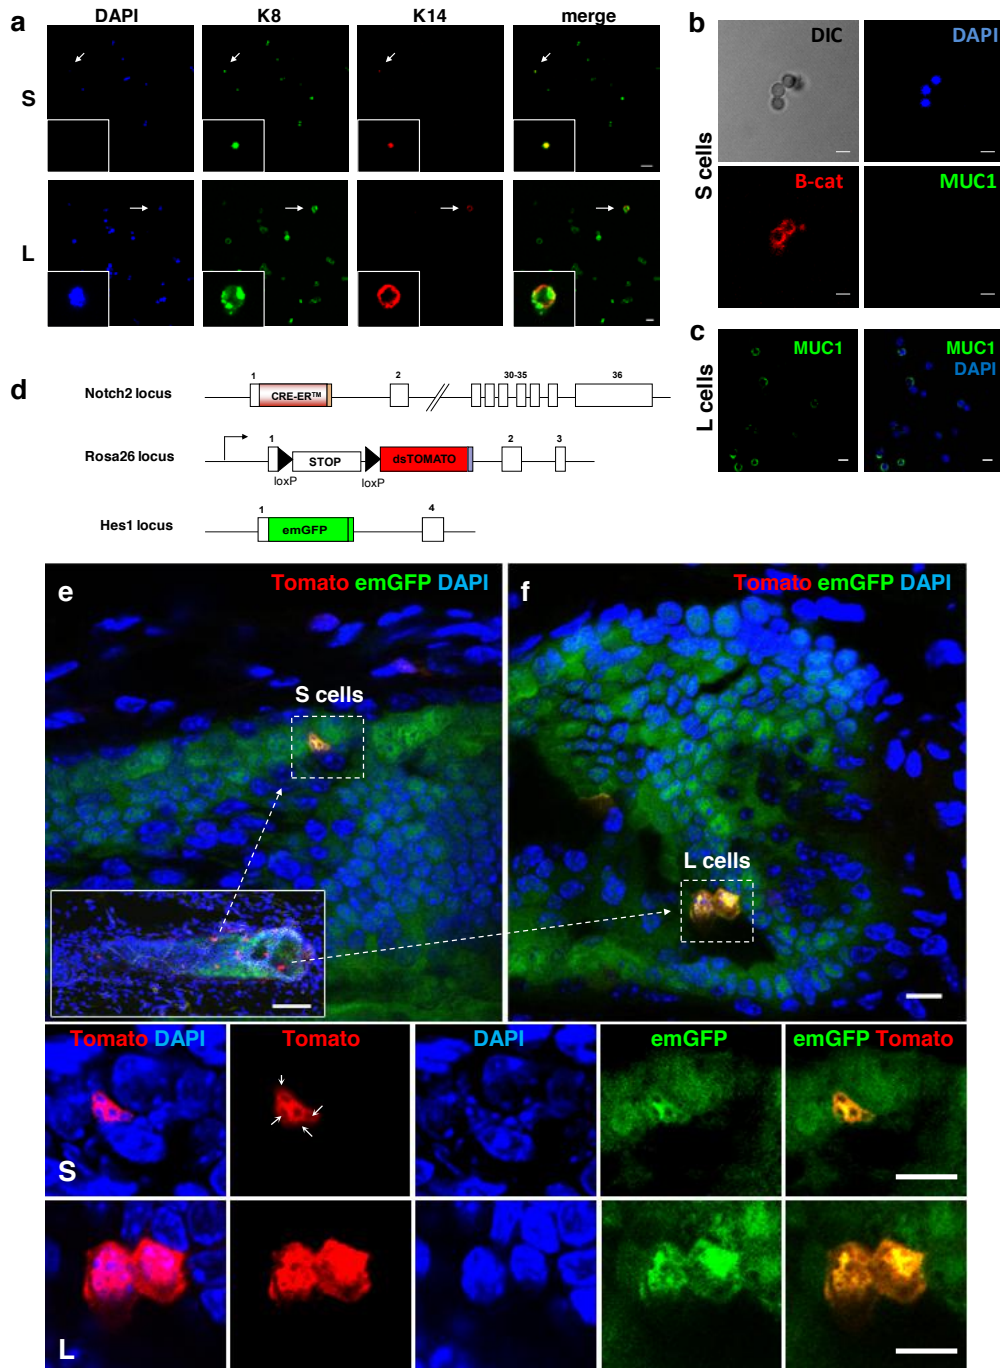 a
DAPI K8 K14 merge
S
L
b
DIC DAPI
S cells
B-cat MUC1
c
L cells
MUC1 MUC1
DAPI
d
Notch2 locus
1 CRE-ER™ 2 30-35 36
Rosa26 locus
1 STOP dsTOMATO 2 3
loxP loxP
Hes1 locus
1 emGFP 4
e
Tomato emGFP DAPI
S cells
f
Tomato emGFP DAPI
L cells
Tomato DAPI Tomato DAPI emGFP emGFP Tomato
S
L